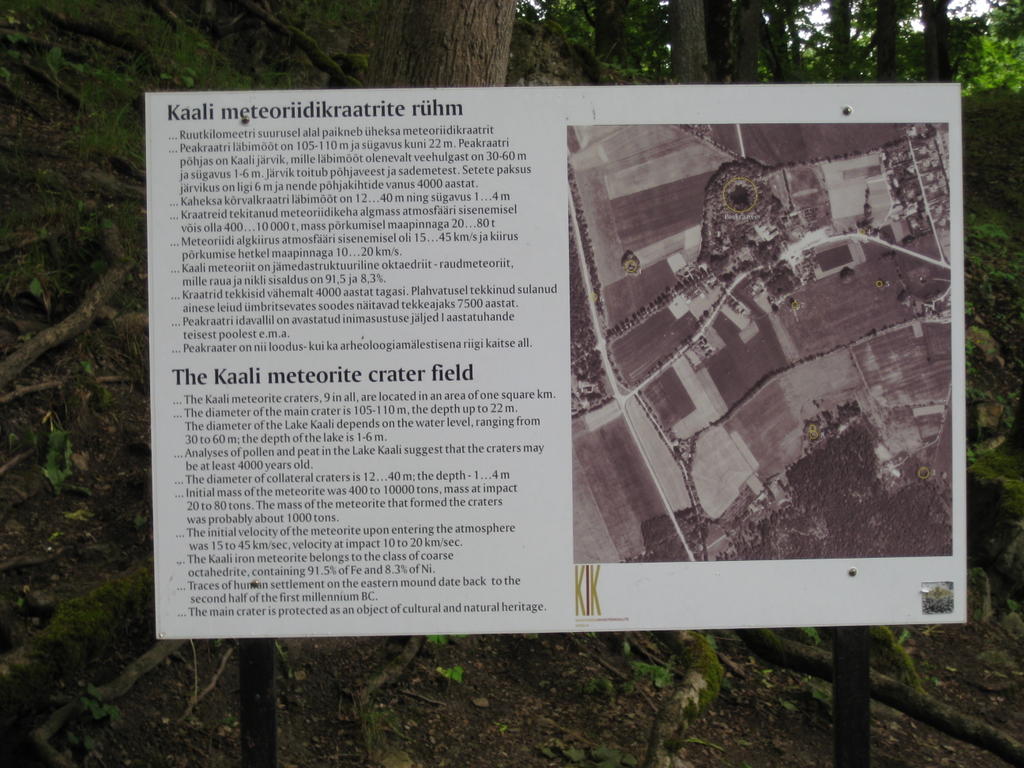 Kaali meteoriidikraatrite rühm
... Ruutkilomeetri suurusel alal paikneb üheksa meteoriidikraatrit
... Peakraatri läbimõõt on 105-110 m ja sügavus kuni 22 m. Peakraatri
põhjas on Kaali järvik, mille läbimõõt olenevalt veehulgast on 30-60 m
ja sügavus 1-6 m. Järvik toitub põhjaveest ja sademetest. Setete paksus
järvikus on ligi 6 m ja nende põhjakihtide vanus 4000 aastat.
... Kaheksa kõrvalkraatri läbimõõt on 12...40 m ning sügavus 1...4 m
... Kraatreid tekitanud meteoriidikeha algmass atmosfääri sisenemisel
võis olla 400...10 000 t, mass põrkumisel maapinnaga 20...80 t
... Meteoriidi algkiirus atmosfääri sisenemisel oli 15...45 km/s ja kiirus
põrkumise hetkel maapinnaga 10...20 km/s.
... Kaali meteoriit on jämedastruktuuriline oktaedriit - raudmeteoriit,
mille raua ja nikli sisaldus on 91,5 ja 8,3%.
... Kraatrid tekkisid vähemalt 4000 aastat tagasi. Plahvatusel tekkinud sulanud
ainese leiud ümbritsevates soodes näitavad tekkeajaks 7500 aastat.
... Peakraatri idavallil on avastatud inimasustuse jäljed I aastatuhande
teisest poolest e.m.a.
... Peakraater on nii loodus- kui ka arheoloogiamälestisena riigi kaitse all.
The Kaali meteorite crater field
... The Kaali meteorite craters, 9 in all, are located in an area of one square km.
... The diameter of the main crater is 105-110 m, the depth up to 22 m.
The diameter of the Lake Kaali depends on the water level, ranging from
30 to 60 m; the depth of the lake is 1-6 m.
... Analyses of pollen and peat in the Lake Kaali suggest that the craters may
be at least 4000 years old.
... The diameter of collateral craters is 12...40 m; the depth - 1...4 m
... Initial mass of the meteorite was 400 to 10000 tons, mass at impact
20 to 80 tons. The mass of the meteorite that formed the craters
was probably about 1000 tons.
... The initial velocity of the meteorite upon entering the atmosphere
was 15 to 45 km/sec, velocity at impact 10 to 20 km/sec.
... The Kaali iron meteorite belongs to the class of coarse
octahedrite, containing 91.5% of Fe and 8.3% of Ni.
... Traces of human settlement on the eastern mound date back to the
second half of the first millennium BC.
... The main crater is protected as an object of cultural and natural heritage.
Peakraater
KIK